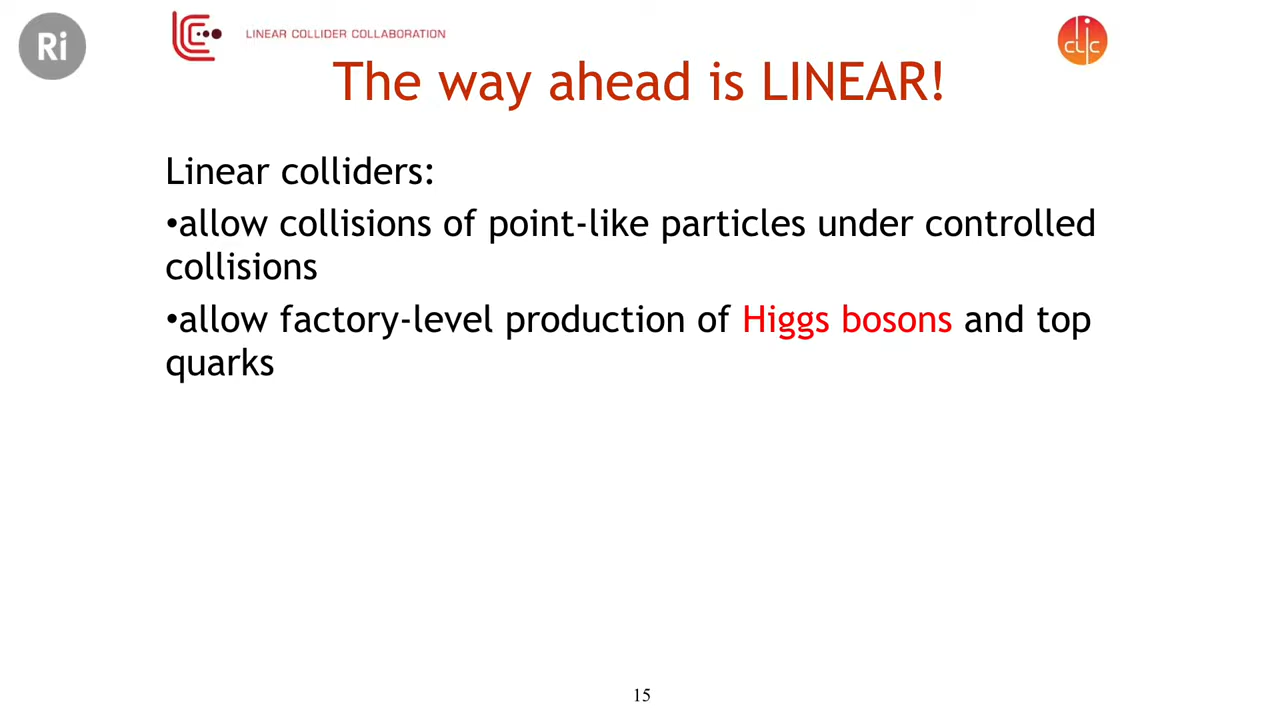 Ri
LINEAR COLLIDER COLLABORATION
clic
The way ahead is LINEAR!
Linear colliders:
•allow collisions of point-like particles under controlled
collisions
•allow factory-level production of Higgs bosons and top
quarks
15